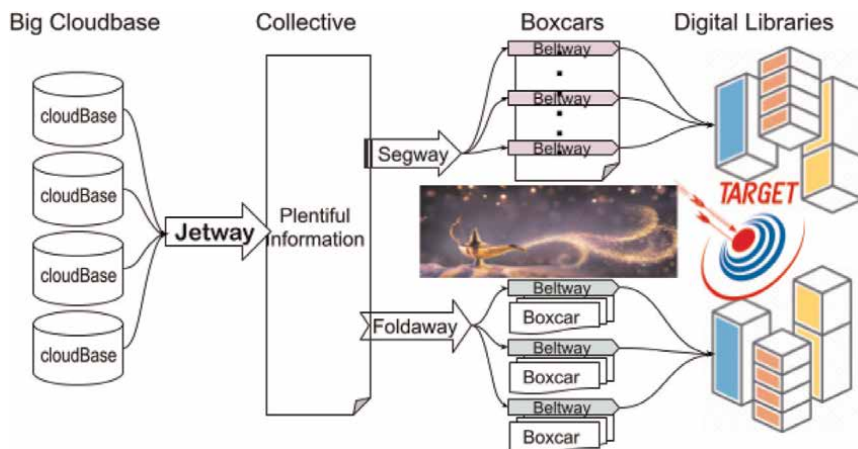 Big Cloudbase
Collective
Boxcars
Digital Libraries
cloudBase
cloudBase
cloudBase
cloudBase
Jetway
Plentiful
Information
Segway
Beltway
Beltway
Beltway
TARGET
Foldaway
Beltway
Boxcar
Beltway
Boxcar
Beltway
Boxcar